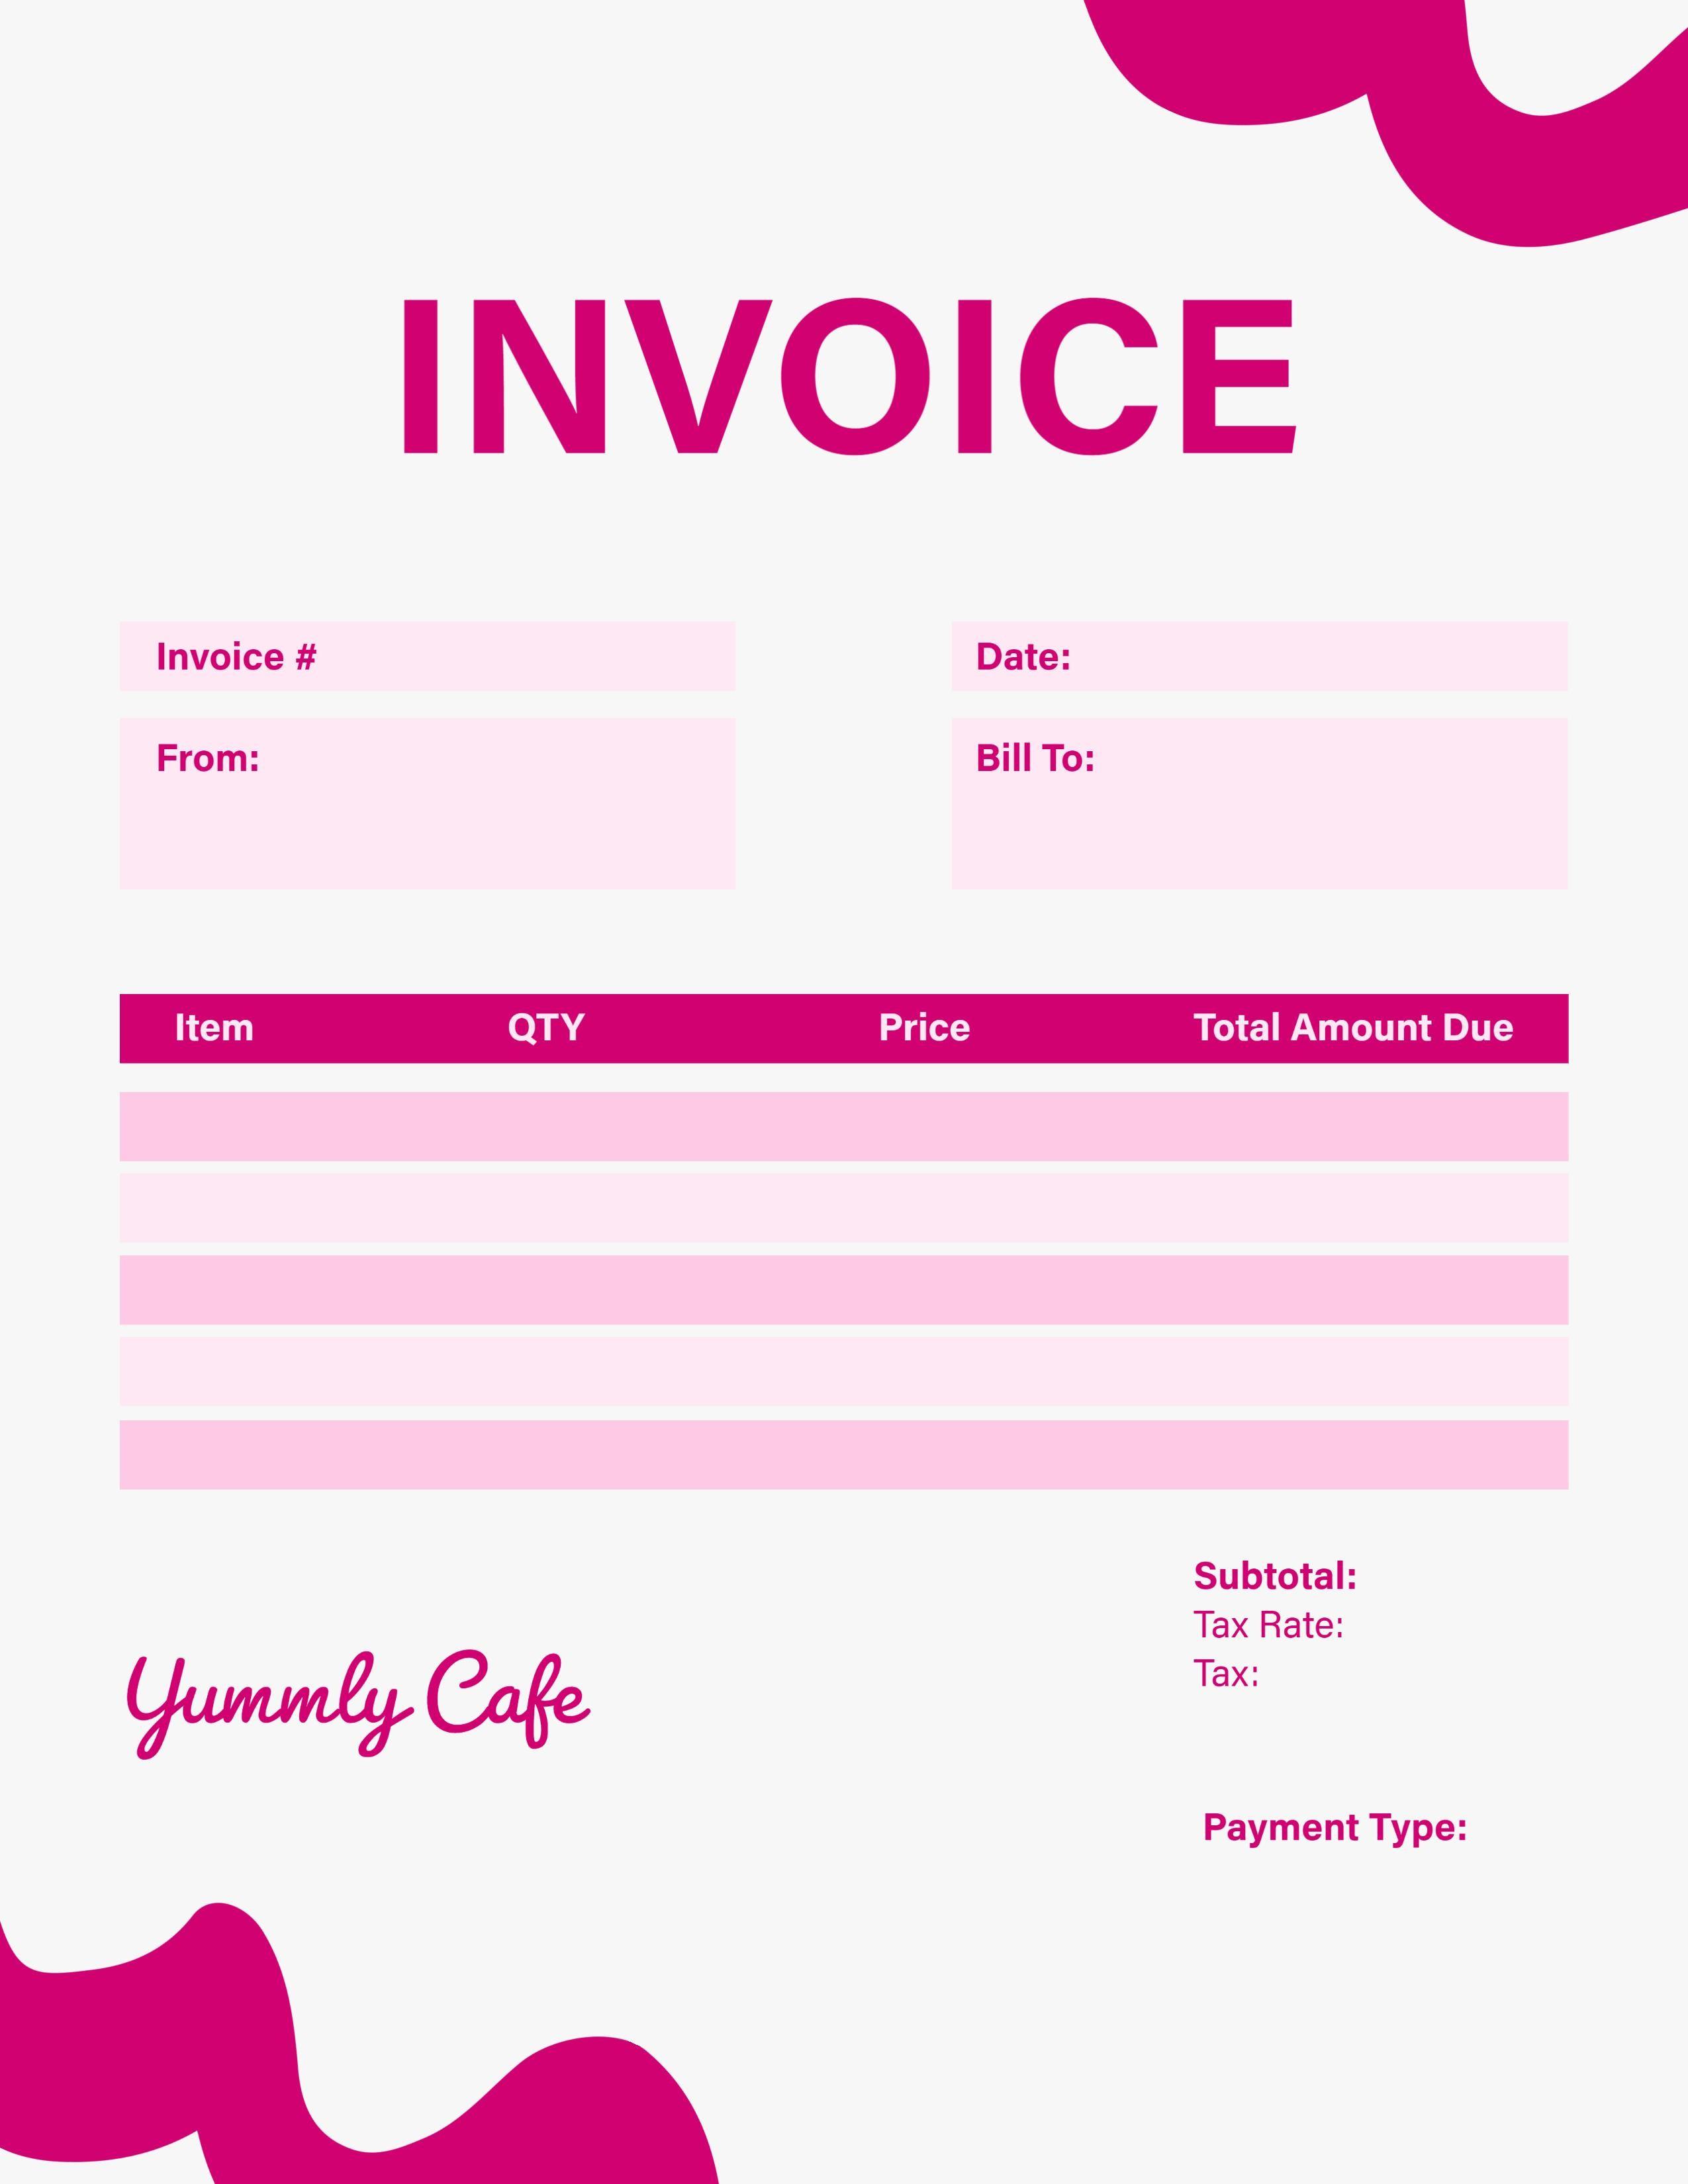 INVOICE
Invoice #
Date:
From:
Bill To:
Item QTY Price Total Amount Due
Subtotal:
Tax Rate:
Tax:
Yummly Cafe
Payment Type: